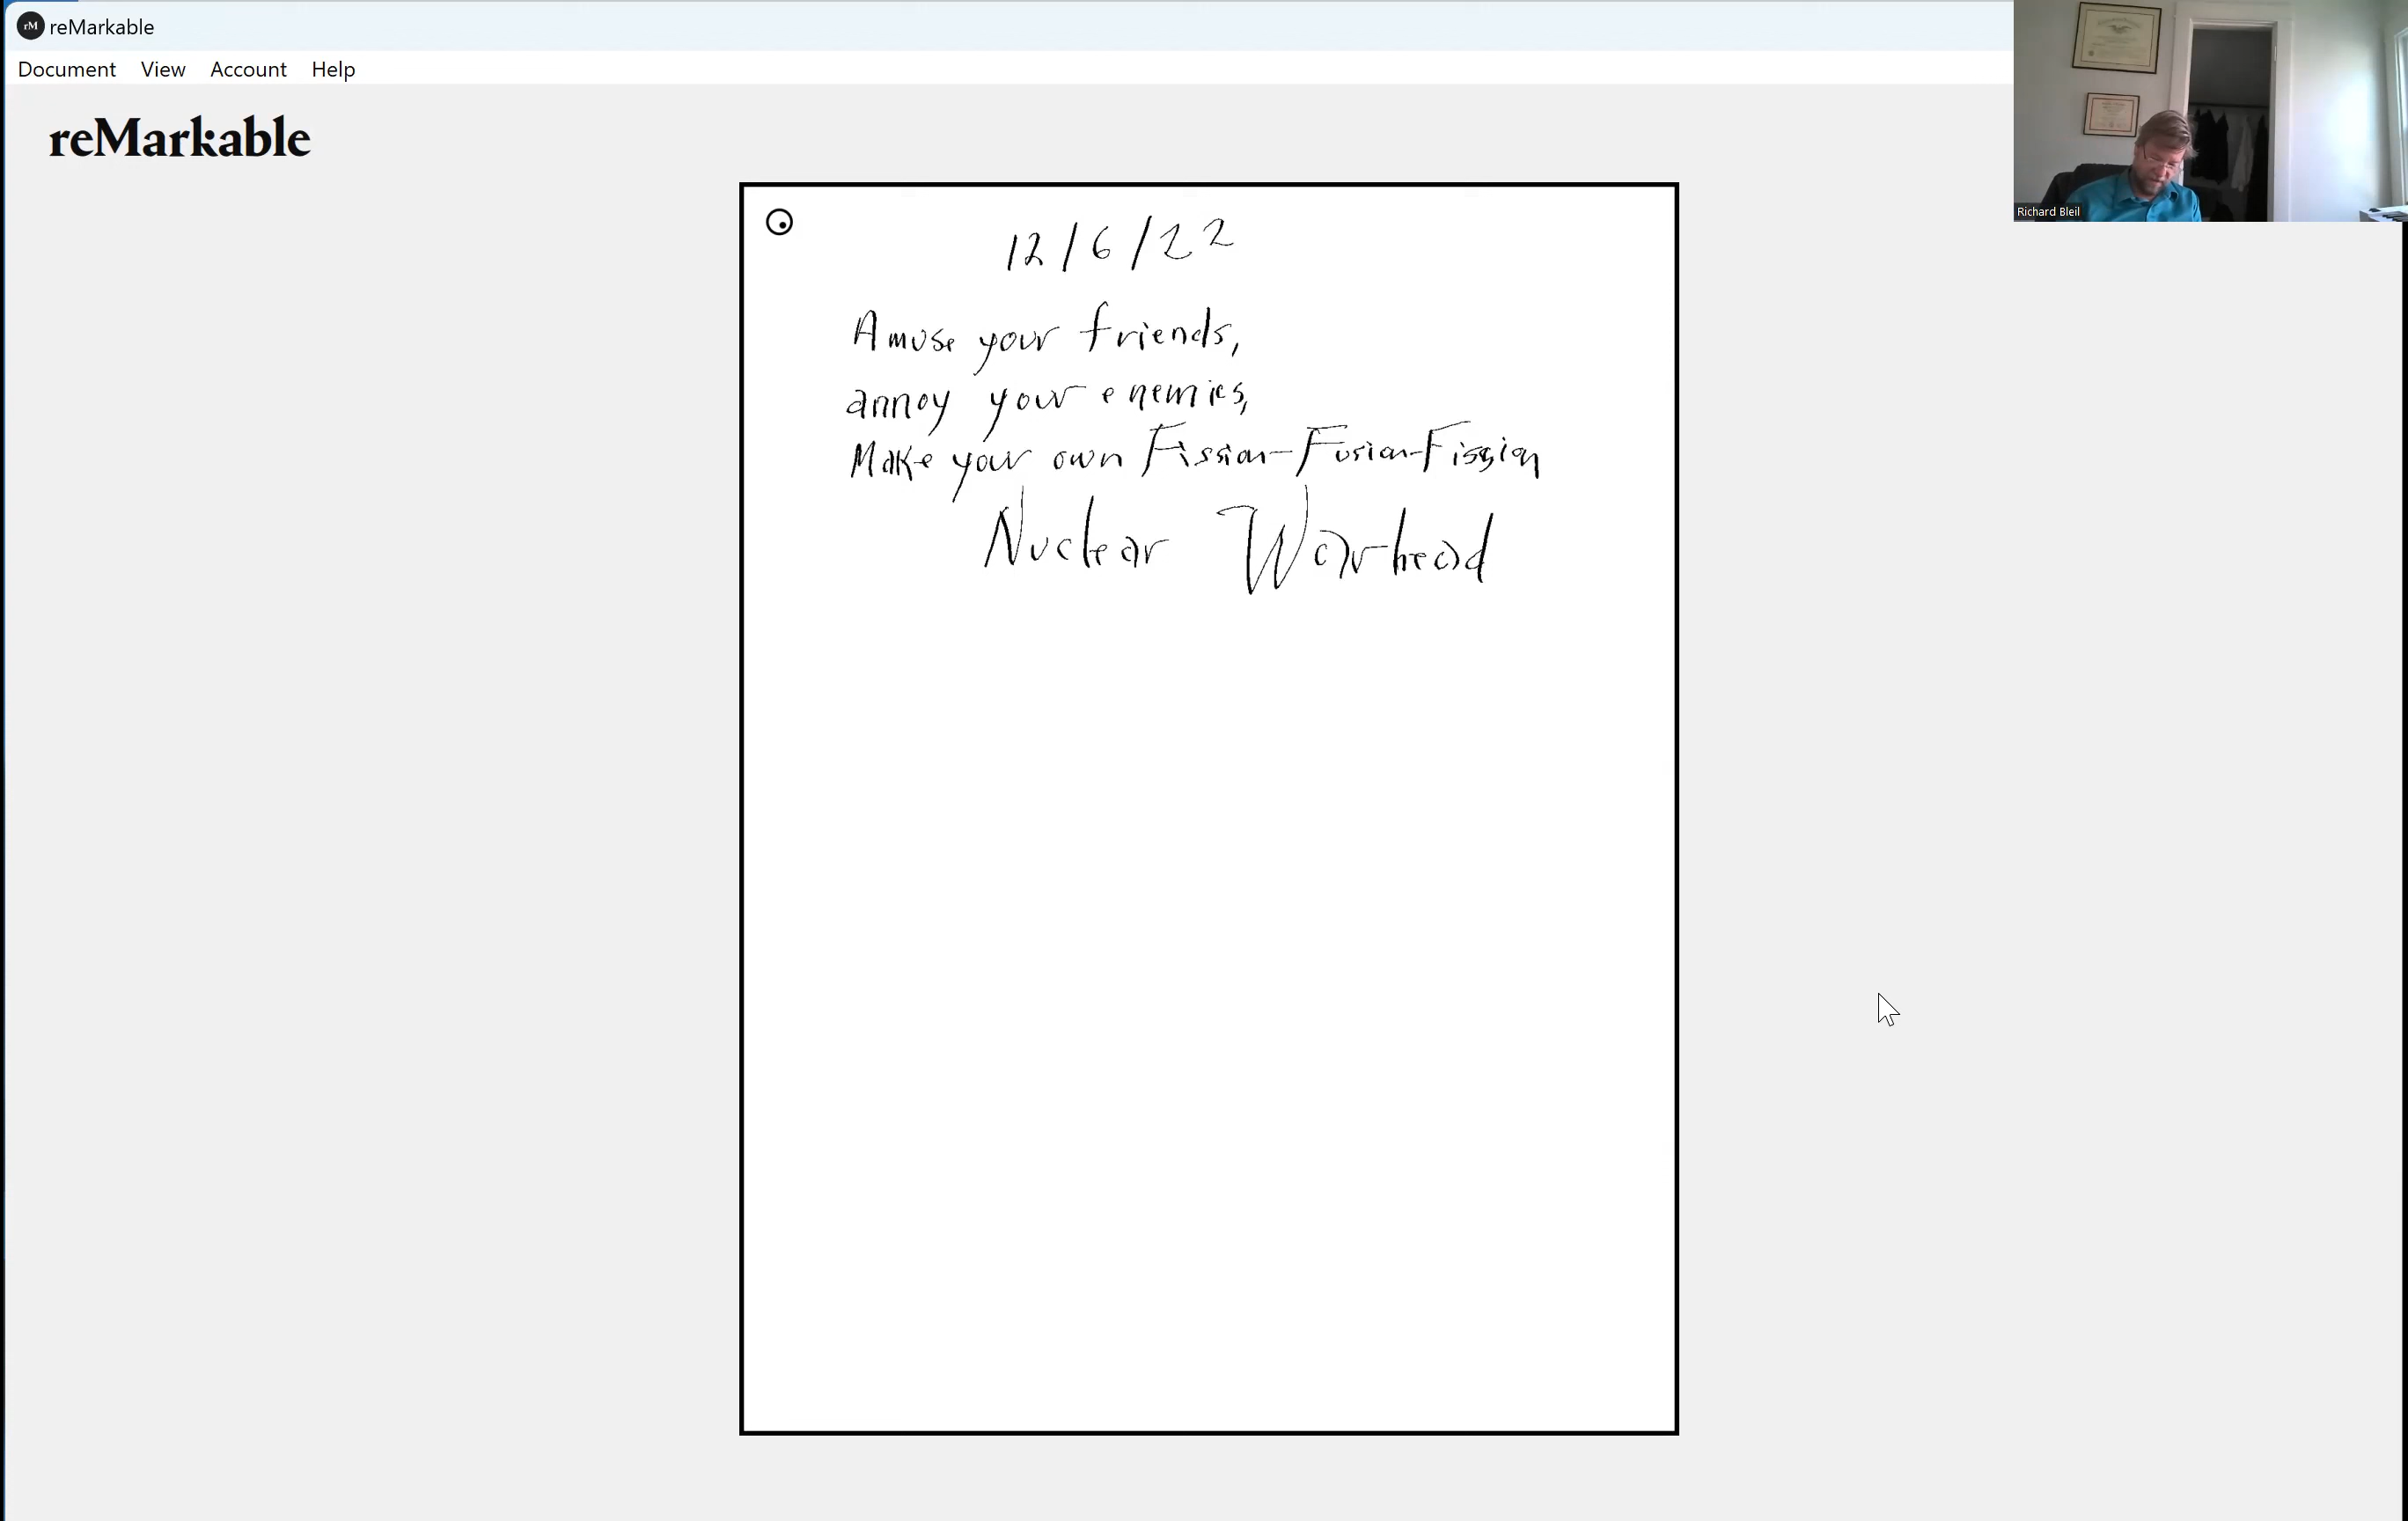 rM reMarkable
Document View Account Help
reMarkable
Richard Bleil
12/6/22
Amuse your friends,
annoy your enemies,
Make your own Fission-Fusion-Fission
Nuclear Warhead